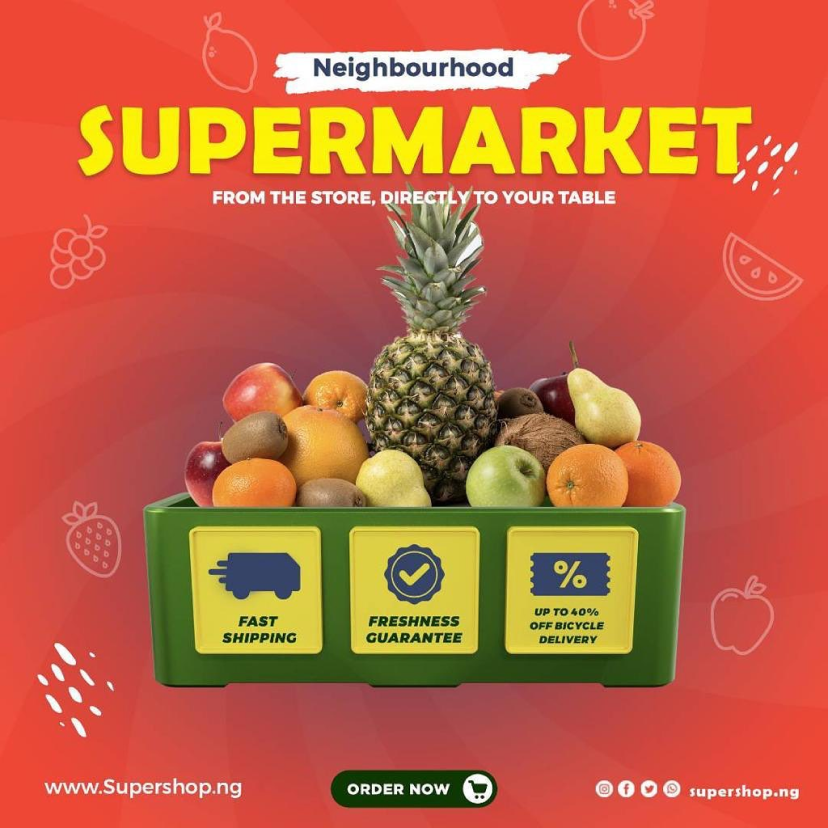 Neighbourhood
SUPERMARKET
FROM THE STORE, DIRECTLY TO YOUR TABLE
FAST
SHIPPING
FRESHNESS
GUARANTEE
%
UP TO 40%
OFF BICYCLE
DELIVERY
www.Supershop.ng
ORDER NOW
supershop.ng